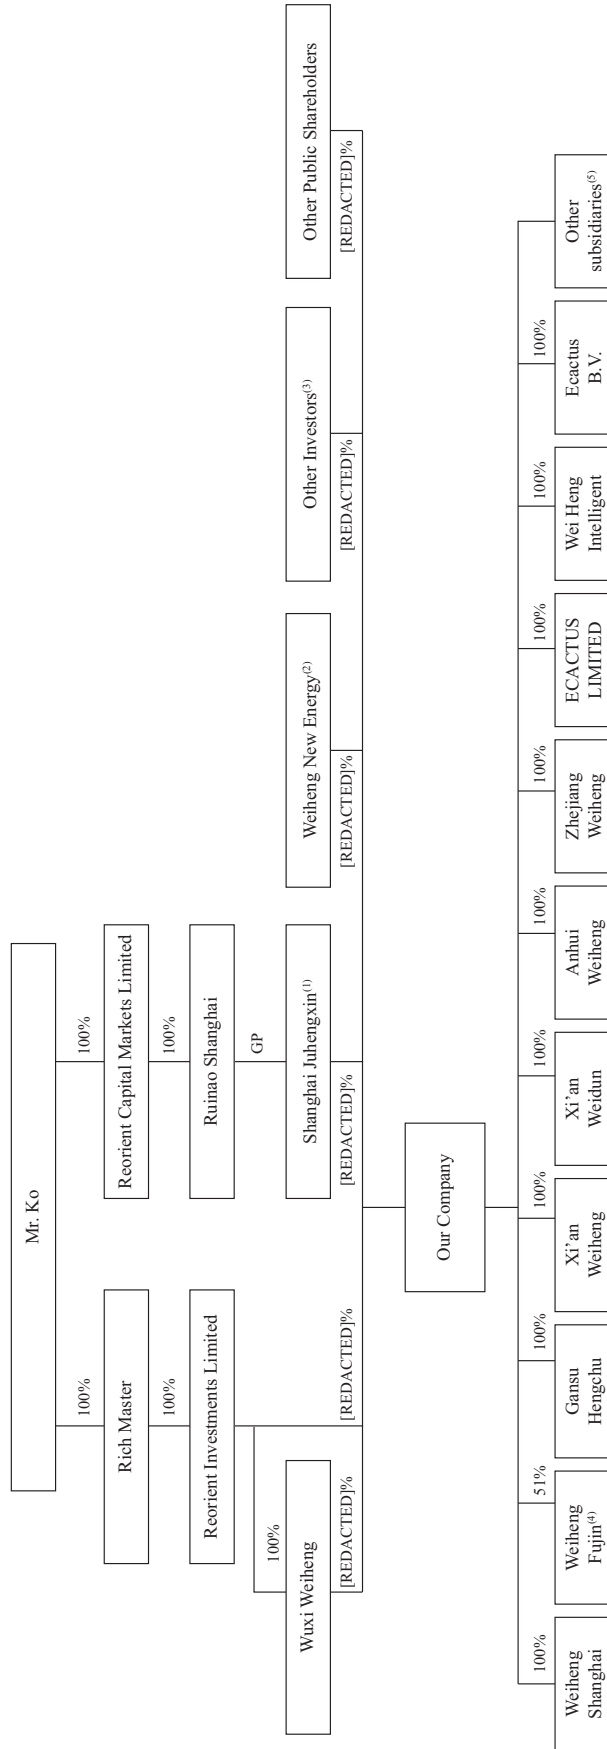 Mr. Ko
100%
100%
Rich Master
Reorient Capital Markets Limited
100%
100%
Reorient Investments Limited
Ruinao Shanghai
100%
GP
Wuxi Weiheng
Shanghai Juhengxin(1)
Weiheng New Energy(2)
Other Investors(3)
Other Public Shareholders
[REDACTED]%
[REDACTED]%
[REDACTED]%
[REDACTED]%
[REDACTED]%
[REDACTED]%
Our Company
100%
51%
100%
100%
100%
100%
100%
100%
100%
100%
Weiheng
Shanghai
Weiheng
Fujin(4)
Gansu
Hengchu
Xi’an
Weiheng
Xi’an
Weidun
Anhui
Weiheng
Zhejiang
Weiheng
ECACTUS
LIMITED
Wei Heng
Intelligent
Ecactus
B.V.
Other
subsidiaries(5)